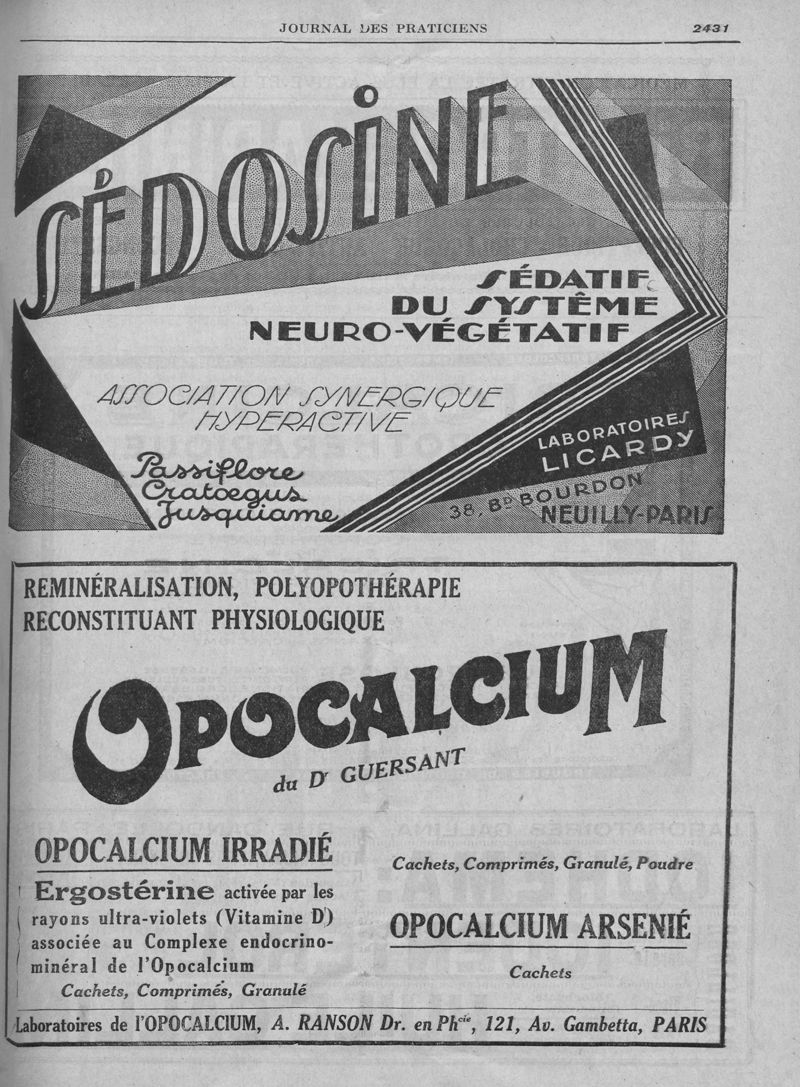 JOURNAL DES PRATICIENS 2431
SÉDOSINE
SÉDATIF
DU SYSTÈME
NEURO-VÉGÉTATIF
ASSOCIATION SYNERGIQUE
HYPERACTIVE
Passiflore
Cratoegus
Jusquiame
LABORATOIRES
LICARDY
38, Bᴰ BOURDON
NEUILLY-PARIS
REMINÉRALISATION, POLYOPOTHÉRAPIE
RECONSTITUANT PHYSIOLOGIQUE
OPOCALCIUM
du Dʳ GUERSANT
OPOCALCIUM IRRADIÉ
Ergostérine activée par les
rayons ultra-violets (Vitamine D)
associée au Complexe endocrino-
minéral de l'Opocalcium
Cachets, Comprimés, Granulé
Cachets, Comprimés, Granulé, Poudre
OPOCALCIUM ARSENIÉ
Cachets
Laboratoires de l'OPOCALCIUM, A. RANSON Dr. en Phᶜⁱᵉ, 121, Av. Gambetta, PARIS